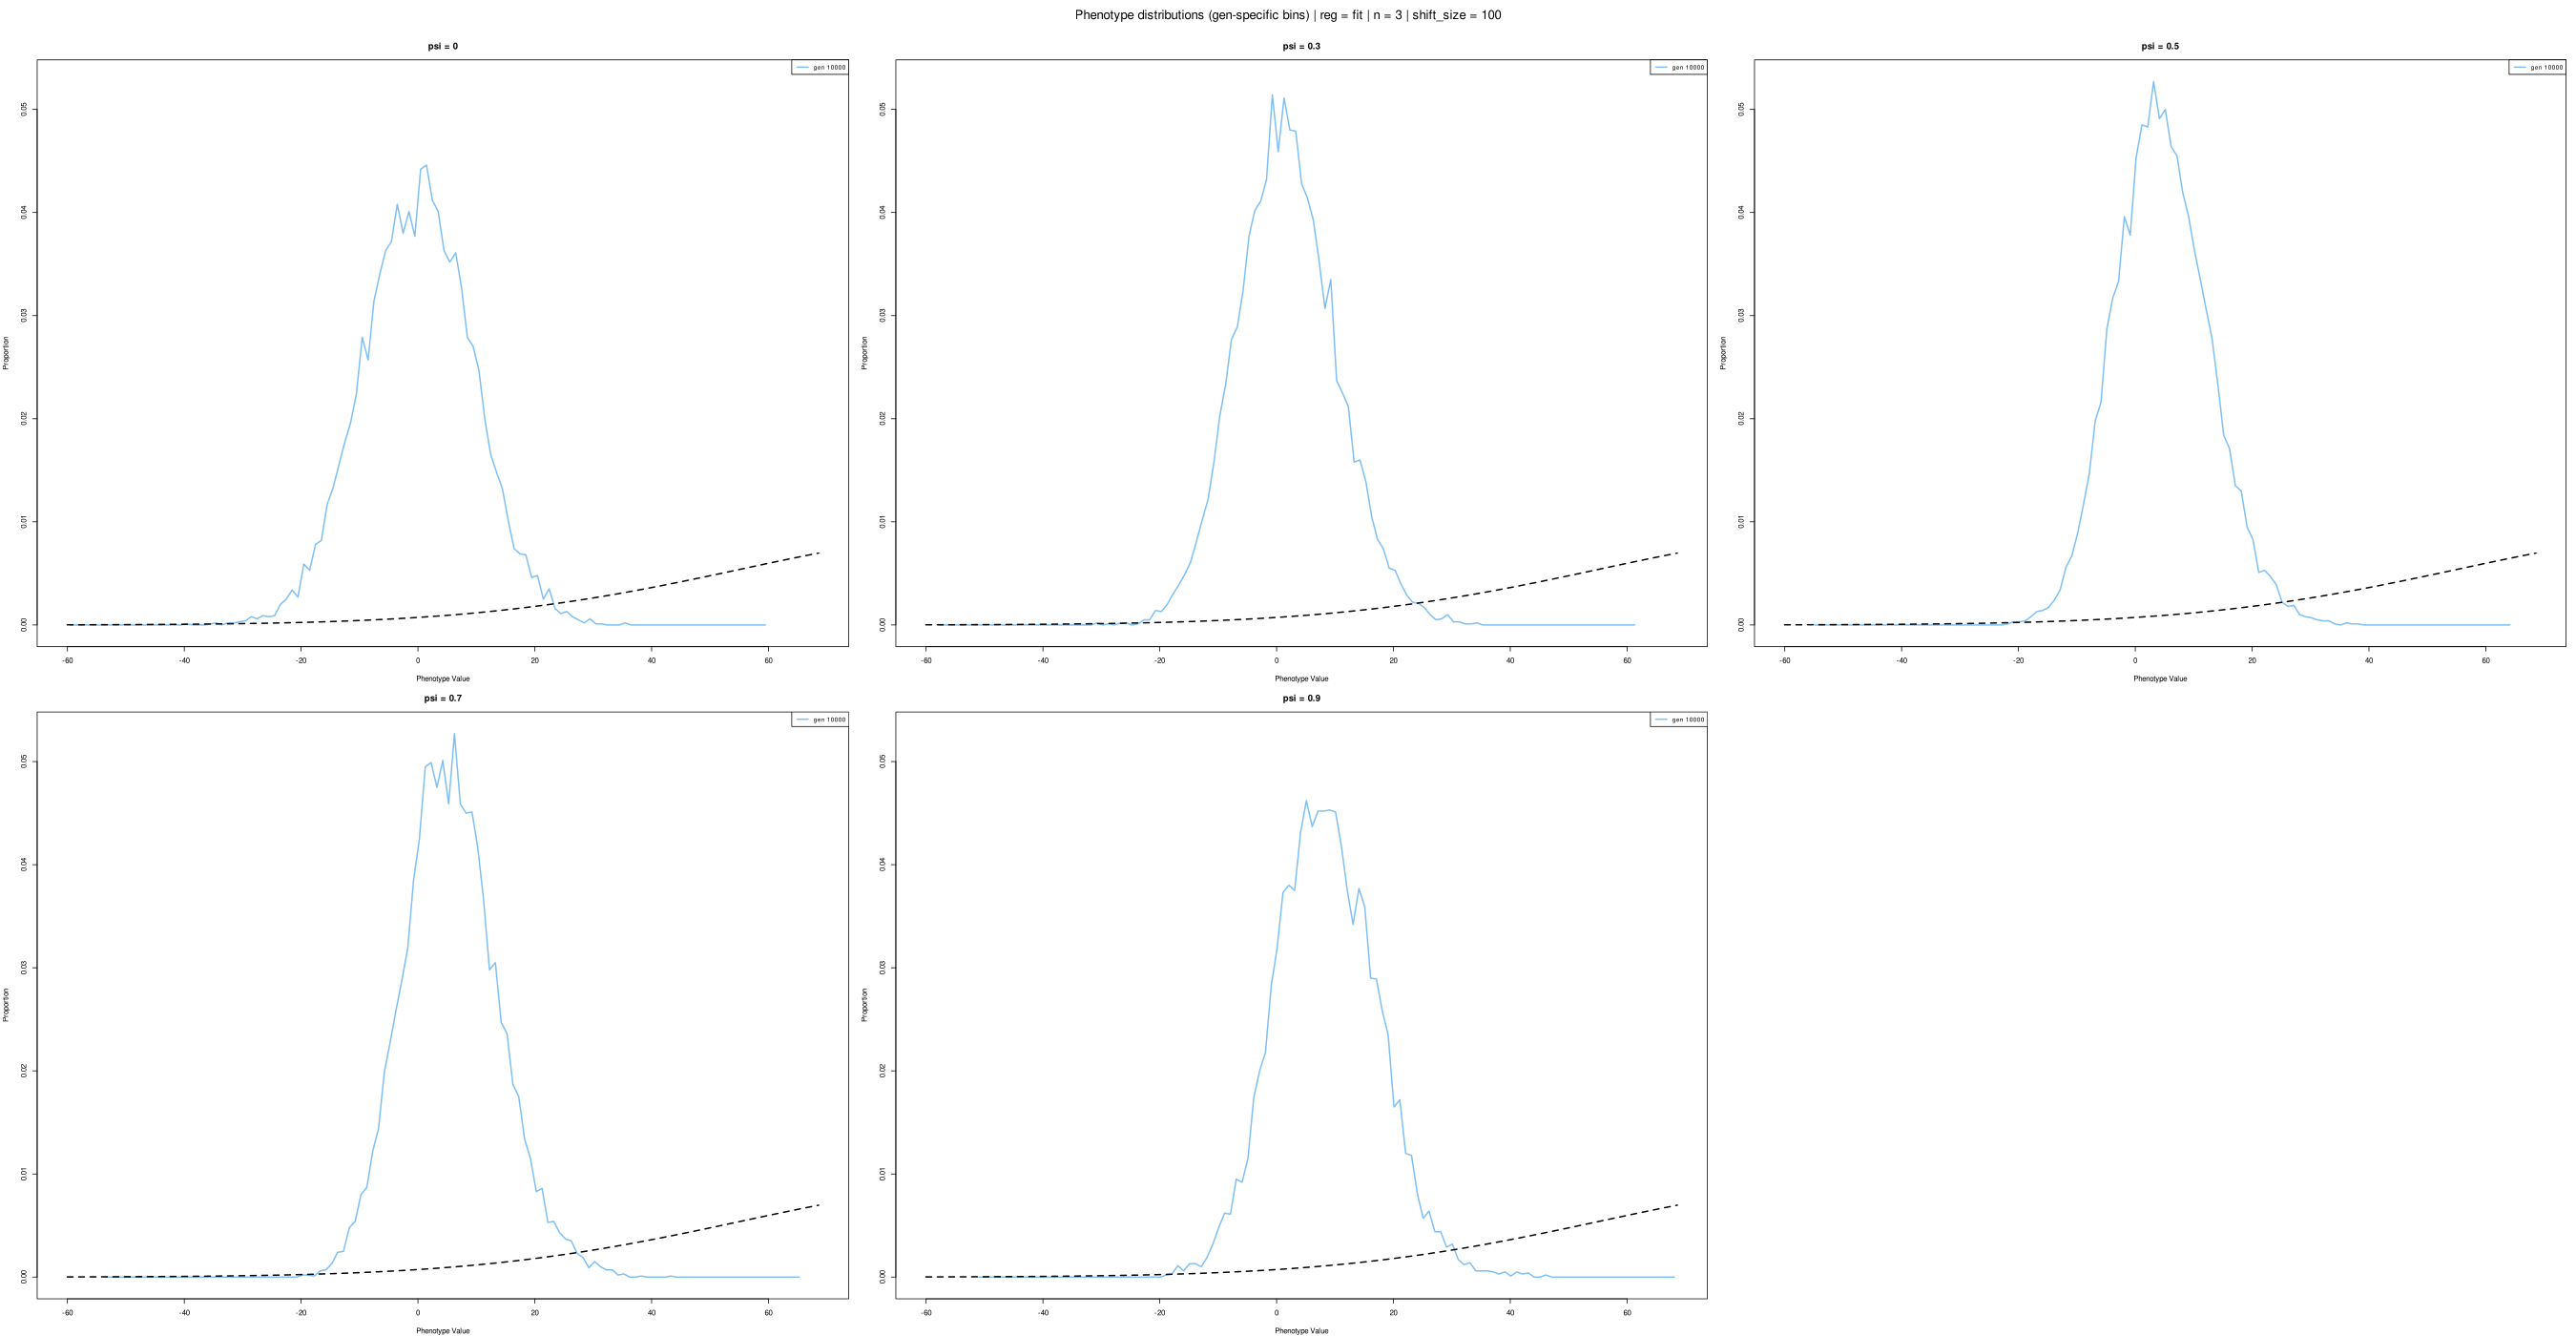 Phenotype distributions (gen-specific bins) | reg = fit | n = 3 | shift_size = 100
psi = 0
gen 10000
Proportion
0.00 0.01 0.02 0.03 0.04 0.05
-60 -40 -20 0 20 40 60
Phenotype Value
psi = 0.3
gen 10000
Proportion
0.00 0.01 0.02 0.03 0.04 0.05
-60 -40 -20 0 20 40 60
Phenotype Value
psi = 0.5
gen 10000
Proportion
0.00 0.01 0.02 0.03 0.04 0.05
-60 -40 -20 0 20 40 60
Phenotype Value
psi = 0.7
gen 10000
Proportion
0.00 0.01 0.02 0.03 0.04 0.05
-60 -40 -20 0 20 40 60
Phenotype Value
psi = 0.9
gen 10000
Proportion
0.00 0.01 0.02 0.03 0.04 0.05
-60 -40 -20 0 20 40 60
Phenotype Value